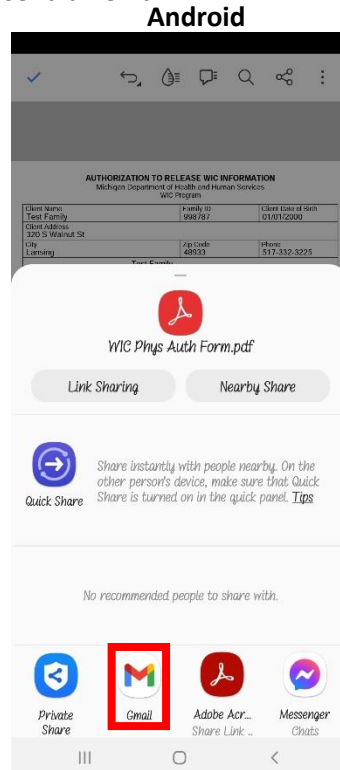 Android
AUTHORIZATION TO RELEASE WIC INFORMATION
Michigan Department of Health and Human Services
WIC Program
Client Name Family ID Client Date of Birth
Test Family 998787 01/01/2000
Client Address
320 S Walnut St
City Zip Code Phone
Lansing 48933 517-332-3225
Test Family
WIC Phys Auth Form.pdf
Link Sharing Nearby Share
Share instantly with people nearby. On the
other person's device, make sure that Quick
Quick Share Share is turned on in the quick panel. Tips
No recommended people to share with.
Private Gmail Adobe Acr... Messenger
Share Share Link .. Chats